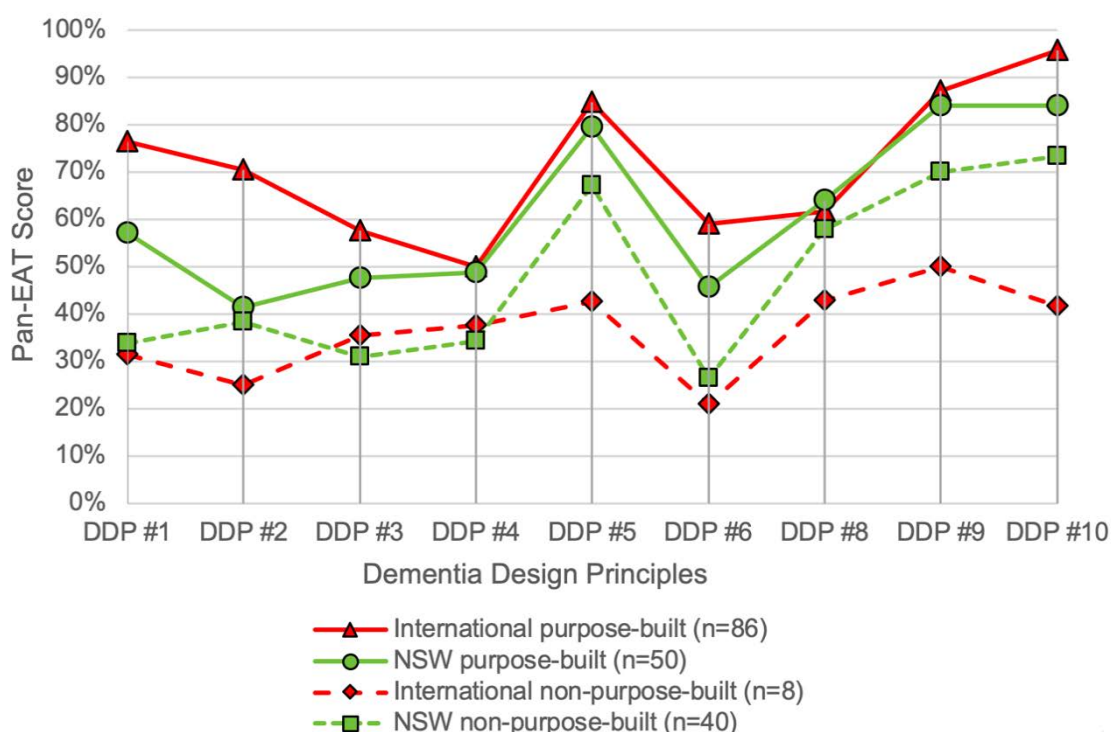 100%
90%
80%
70%
60%
50%
40%
30%
20%
10%
0%
Pan-EAT Score
DDP #1 DDP #2 DDP #3 DDP #4 DDP #5 DDP #6 DDP #8 DDP #9 DDP #10
Dementia Design Principles
International purpose-built (n=86)
NSW purpose-built (n=50)
International non-purpose-built (n=8)
NSW non-purpose-built (n=40)